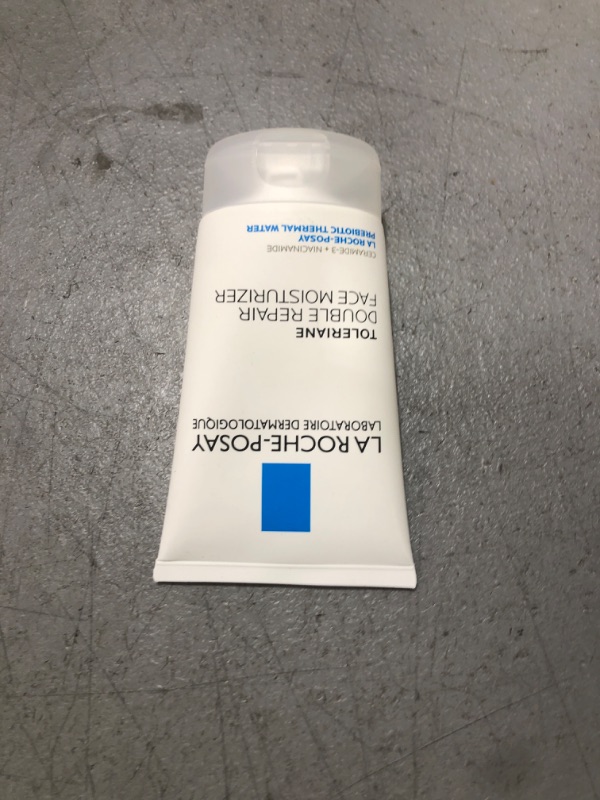 LA ROCHE-POSAY
LABORATOIRE DERMATOLOGIQUE
TOLERIANE
DOUBLE REPAIR
FACE MOISTURIZER
CERAMIDE-3 + NIACINAMIDE
LA ROCHE-POSAY
PREBIOTIC THERMAL WATER